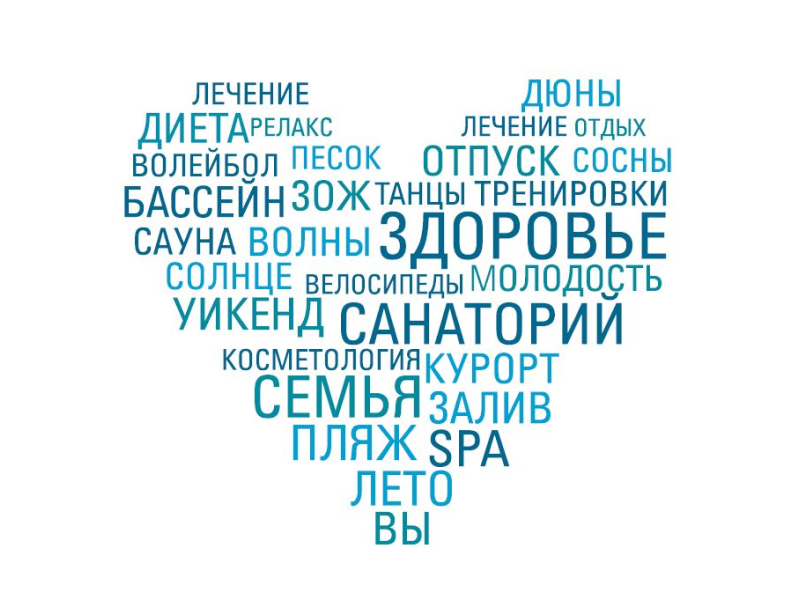 ЛЕЧЕНИЕ ДЮНЫ
ДИЕТА РЕЛАКС ЛЕЧЕНИЕ ОТДЫХ
ВОЛЕЙБОЛ ПЕСОК ОТПУСК СОСНЫ
БАССЕЙН ЗОЖ ТАНЦЫ ТРЕНИРОВКИ
САУНА ВОЛНЫ ЗДОРОВЬЕ
СОЛНЦЕ ВЕЛОСИПЕДЫ МОЛОДОСТЬ
УИКЕНД САНАТОРИЙ
КОСМЕТОЛОГИЯ КУРОРТ
СЕМЬЯ ЗАЛИВ
ПЛЯЖ SPA
ЛЕТО
ВЫ